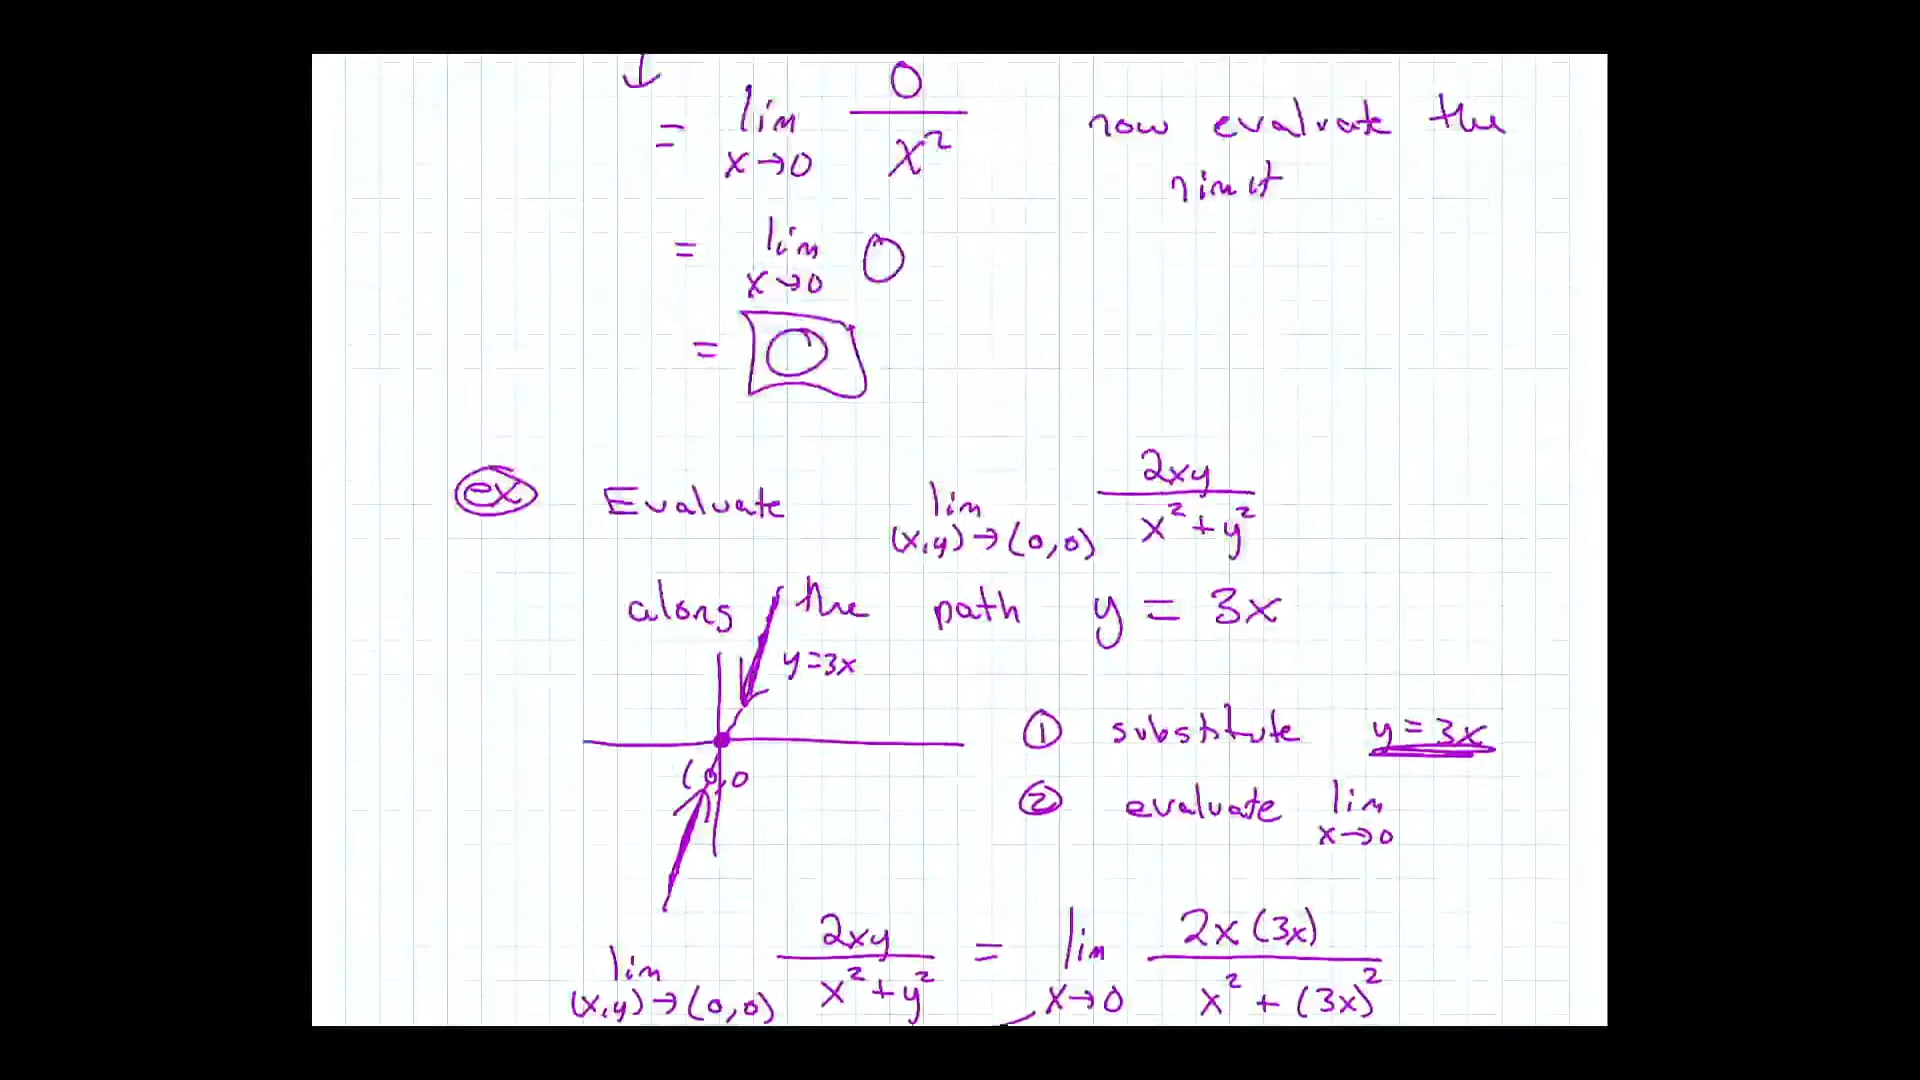 = lim x→0 0/x²
now evaluate the
limit
= lim x→0 0
= 0
ex Evaluate lim (x,y)→(0,0) 2xy/x²+y²
along the path y = 3x
y=3x
(0,0
① substitute y=3x
② evaluate lim x→0
lim (x,y)→(0,0) 2xy/x²+y² = lim x→0 2x(3x)/x²+(3x)²